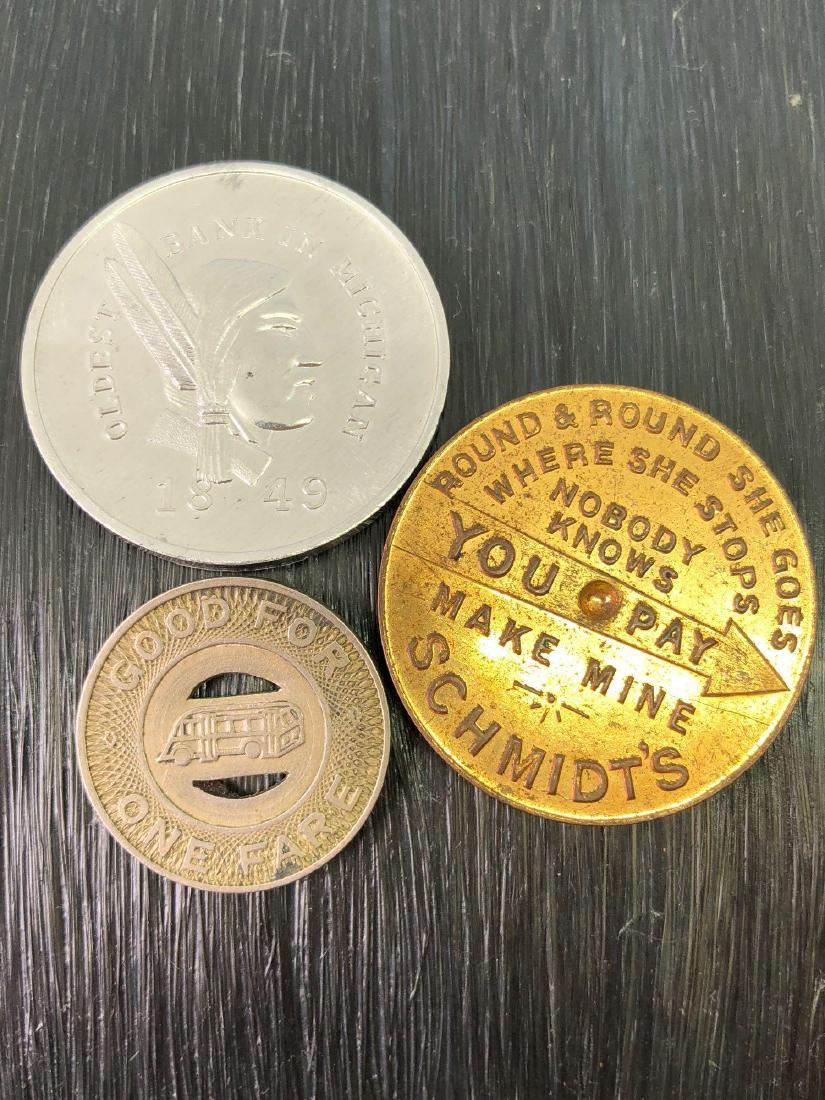 OLDEST BANK IN MICHIGAN
1849
ROUND & ROUND SHE GOES
WHERE SHE STOPS
NOBODY
KNOWS
YOU PAY
MAKE MINE
SCHMIDT'S
GOOD FOR
ONE FARE